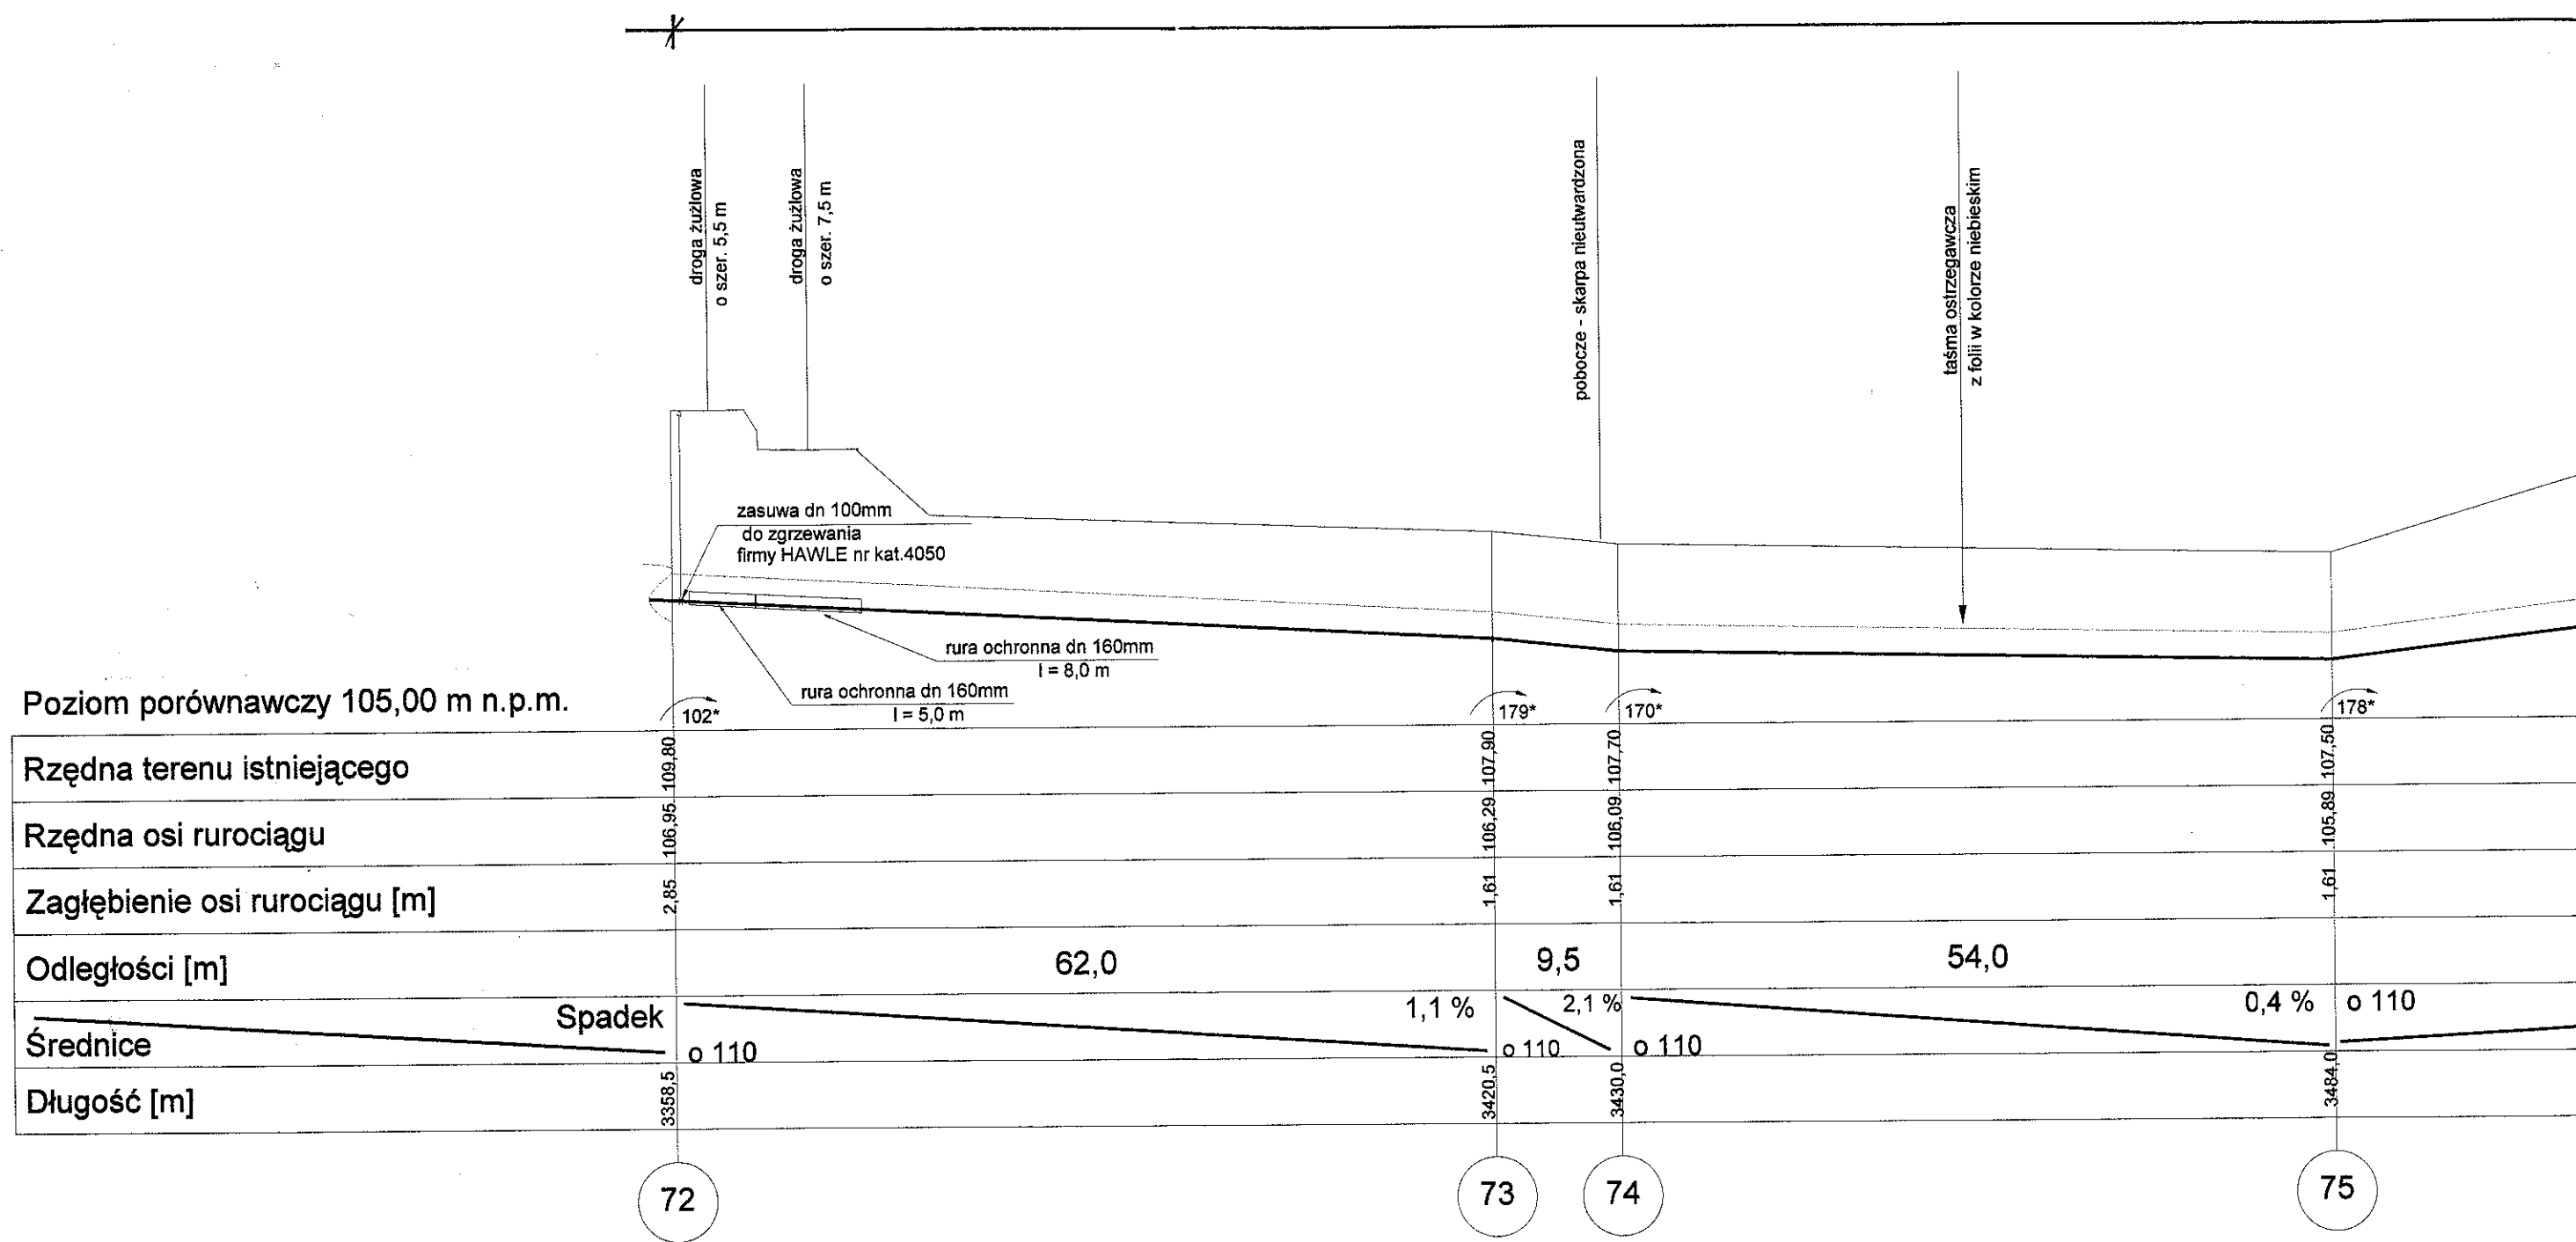 droga żużlowa
o szer. 5,5 m
droga żużlowa
o szer. 7,5 m
pobocze - skarpa nieutwardzona
taśma ostrzegawcza
z folii w kolorze niebieskim
zasuwa dn 100mm
do zgrzewania
firmy HAWLE nr kat.4050
rura ochronna dn 160mm
l = 8,0 m
rura ochronna dn 160mm
l = 5,0 m
Poziom porównawczy 105,00 m n.p.m.
102* 179* 170* 178*
Rzędna terenu istniejącego 109,80 107,90 107,70 107,50
Rzędna osi rurociągu 106,95 106,29 106,09 105,89
Zagłębienie osi rurociągu [m] 2,85 1,61 1,61 1,61
Odległości [m] 62,0 9,5 54,0
Spadek 1,1 % 2,1 % 0,4 % o 110
Średnice o 110 o 110 o 110
Długość [m] 3358,5 3420,5 3430,0 3484,0
72 73 74 75